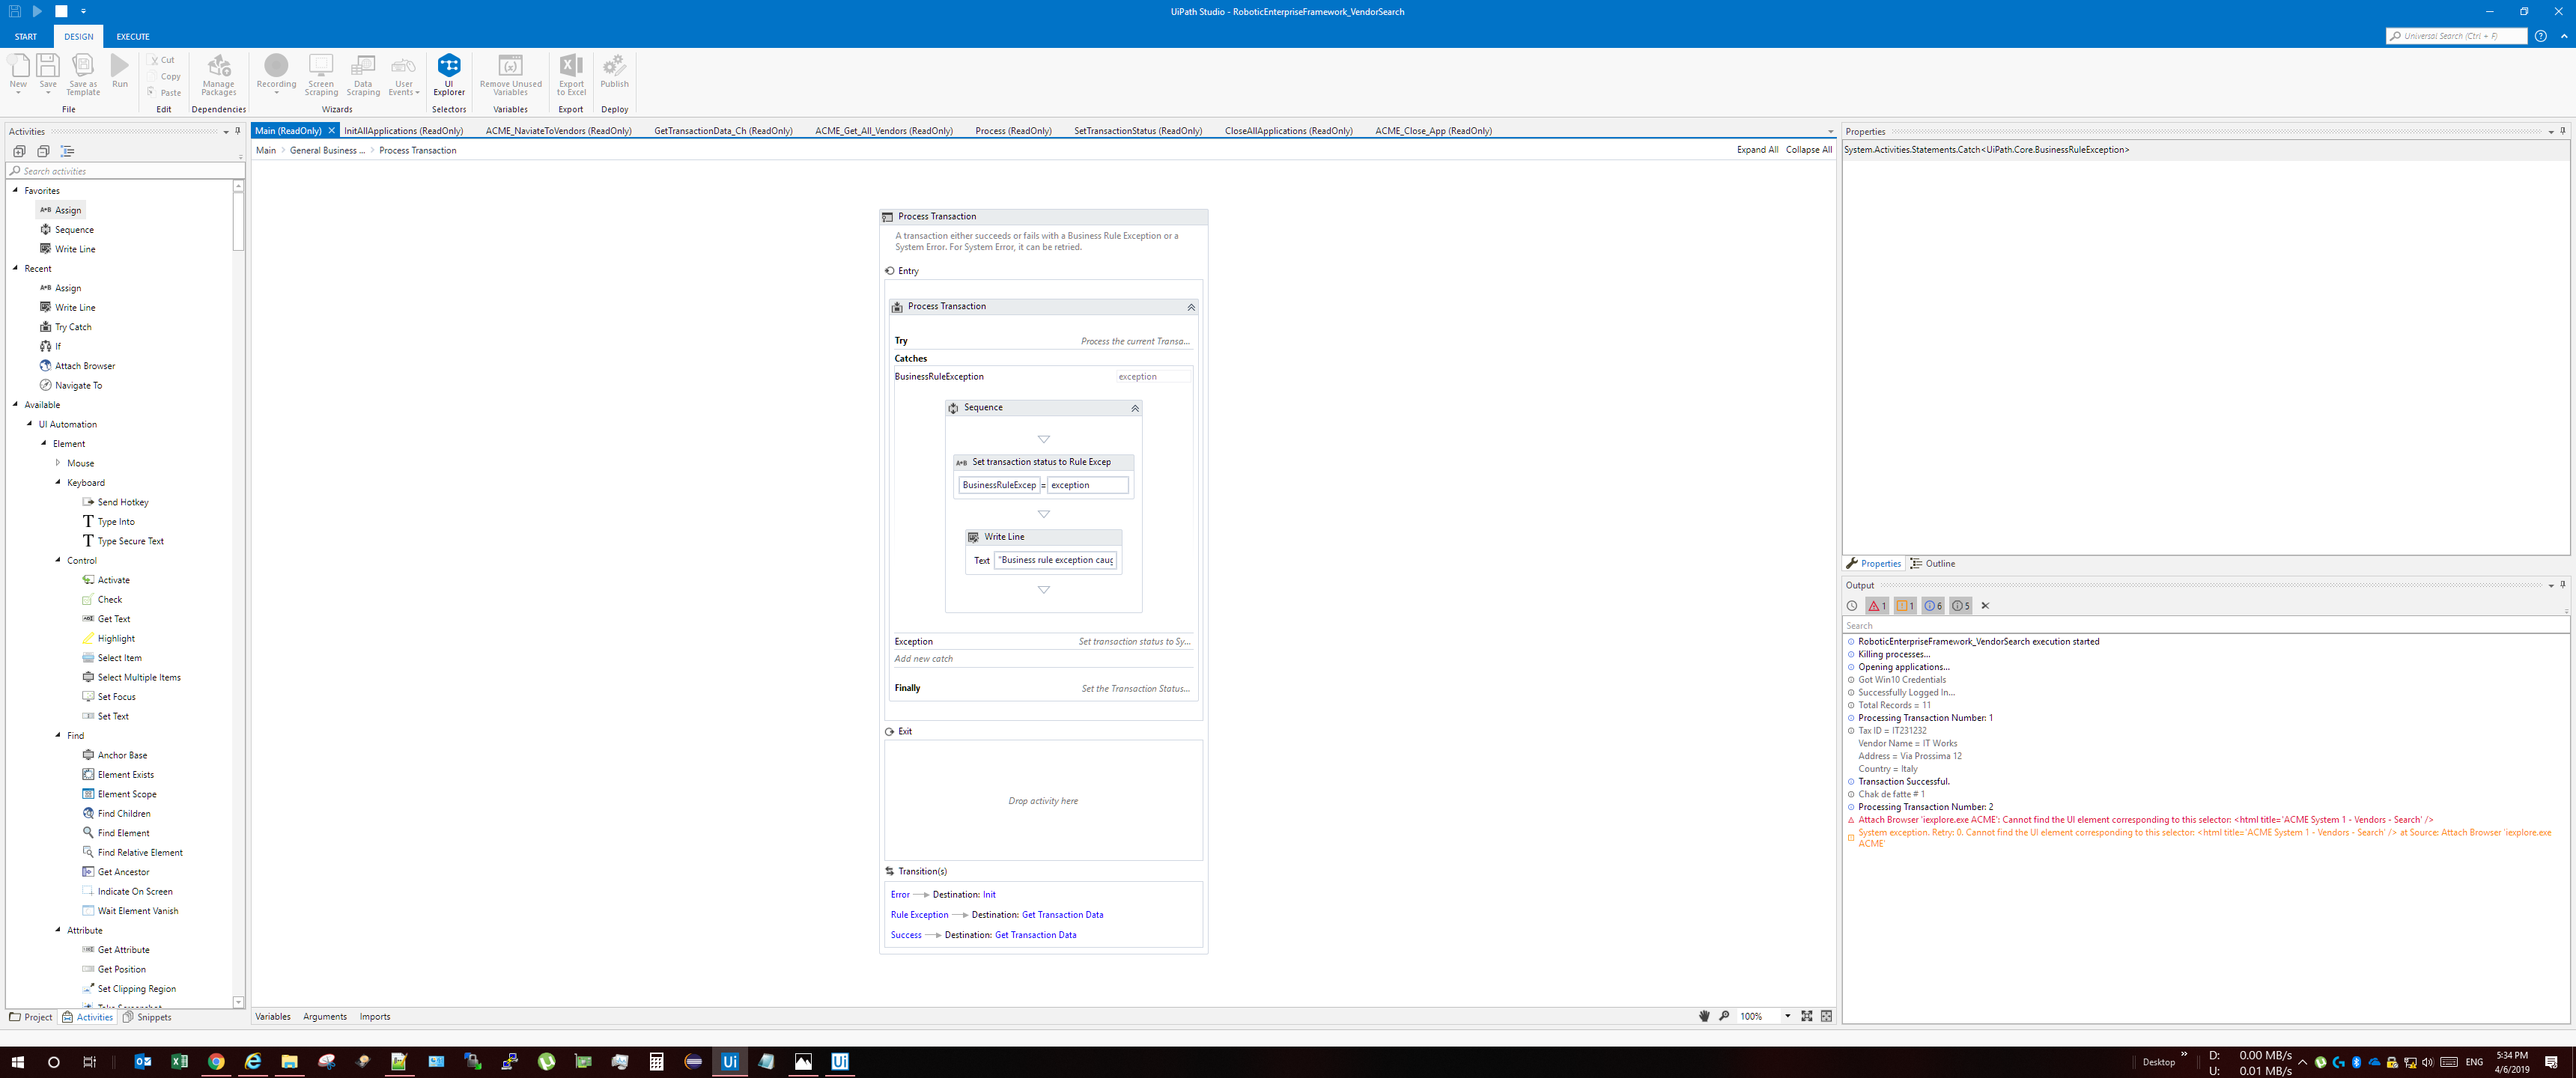 UiPath Studio - RoboticEnterpriseFramework_VendorSearch
START DESIGN EXECUTE
Universal Search (Ctrl + F)
New Save Save as Template Run
Cut
Copy
Paste
Manage Packages
Recording Screen Scraping Data Scraping User Events
UI Explorer
Remove Unused Variables
Export to Excel
Publish
File Edit Dependencies Wizards Selectors Variables Export Deploy
Activities
Search activities
Favorites
A+B Assign
Sequence
Write Line
Recent
A+B Assign
Write Line
Try Catch
If
Attach Browser
Navigate To
Available
UI Automation
Element
Mouse
Keyboard
Send Hotkey
Type Into
Type Secure Text
Control
Activate
Check
Get Text
Highlight
Select Item
Select Multiple Items
Set Focus
Set Text
Find
Anchor Base
Element Exists
Element Scope
Find Children
Find Element
Find Relative Element
Get Ancestor
Indicate On Screen
Wait Element Vanish
Attribute
Get Attribute
Get Position
Set Clipping Region
Project Activities Snippets
Main (ReadOnly) InitAllApplications (ReadOnly) ACME_NaviateToVendors (ReadOnly) GetTransactionData_Ch (ReadOnly) ACME_Get_All_Vendors (ReadOnly) Process (ReadOnly) SetTransactionStatus (ReadOnly) CloseAllApplications (ReadOnly) ACME_Close_App (ReadOnly)
Main > General Business ... > Process Transaction
Expand All Collapse All
Process Transaction
A transaction either succeeds or fails with a Business Rule Exception or a
System Error. For System Error, it can be retried.
Entry
Process Transaction
Try Process the current Transa...
Catches
BusinessRuleException exception
Sequence
A+B Set transaction status to Rule Excep
BusinessRuleExcep = exception
Write Line
Text "Business rule exception caug
Exception Set transaction status to Sy...
Add new catch
Finally Set the Transaction Status...
Exit
Drop activity here
Transition(s)
Error Destination: Init
Rule Exception Destination: Get Transaction Data
Success Destination: Get Transaction Data
Variables Arguments Imports
100%
Properties
System.Activities.Statements.Catch<UiPath.Core.BusinessRuleException>
Properties Outline
Output
1 1 6 5
Search
RoboticEnterpriseFramework_VendorSearch execution started
Killing processes...
Opening applications...
Got Win10 Credentials
Successfully Logged In...
Total Records = 11
Processing Transaction Number: 1
Tax ID = IT231232
Vendor Name = IT Works
Address = Via Prossima 12
Country = Italy
Transaction Successful.
Chak de fatte # 1
Processing Transaction Number: 2
Attach Browser 'iexplore.exe ACME': Cannot find the UI element corresponding to this selector: <html title='ACME System 1 - Vendors - Search' />
System exception. Retry: 0. Cannot find the UI element corresponding to this selector: <html title='ACME System 1 - Vendors - Search' /> at Source: Attach Browser 'iexplore.exe
ACME'
Ui
Ui
Desktop
D: 0.00 MB/s
U: 0.01 MB/s
ENG
5:34 PM
4/6/2019